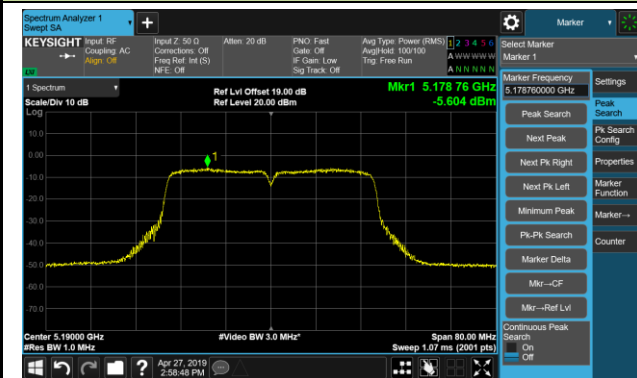 Spectrum Analyzer 1
Swept SA
+
Marker
KEYSIGHT
Input: RF
Coupling: AC
Align: Off
Input Z: 50 Ω
Corrections: Off
Freq Ref: Int (S)
NFE: Off
Atten: 20 dB
PNO: Fast
Gate: Off
IF Gain: Low
Sig Track: Off
Avg Type: Power (RMS)
Avg|Hold: 100/100
Trig: Free Run
1 2 3 4 5 6
A W W W W W
A N N N N N
Select Marker
Marker 1
1 Spectrum
Scale/Div 10 dB
Log
Ref Lvl Offset 19.00 dB
Ref Level 20.00 dBm
Mkr1 5.178 76 GHz
-5.604 dBm
10.0
0.00
-10.0
-20.0
-30.0
-40.0
-50.0
-60.0
-70.0
1
Center 5.19000 GHz
#Res BW 1.0 MHz
#Video BW 3.0 MHz*
Span 80.00 MHz
Sweep 1.07 ms (2001 pts)
Marker Frequency
5.178760000 GHz
Peak Search
Next Peak
Next Pk Right
Next Pk Left
Minimum Peak
Pk-Pk Search
Marker Delta
Mkr→CF
Mkr→Ref Lvl
Continuous Peak
Search
On
Off
Settings
Peak
Search
Pk Search
Config
Properties
Marker
Function
Marker→
Counter
?
Apr 27, 2019
2:58:48 PM